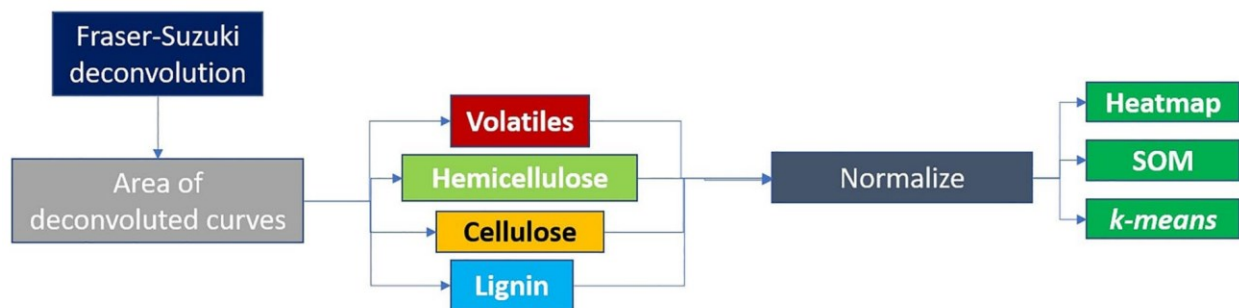 Fraser-Suzuki
deconvolution
Area of
deconvoluted curves
Volatiles
Hemicellulose
Cellulose
Lignin
Normalize
Heatmap
SOM
k-means